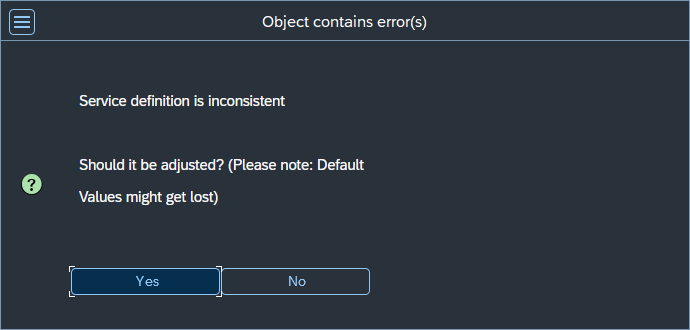 Object contains error(s)
Service definition is inconsistent
Should it be adjusted? (Please note: Default
Values might get lost)
?
Yes
No